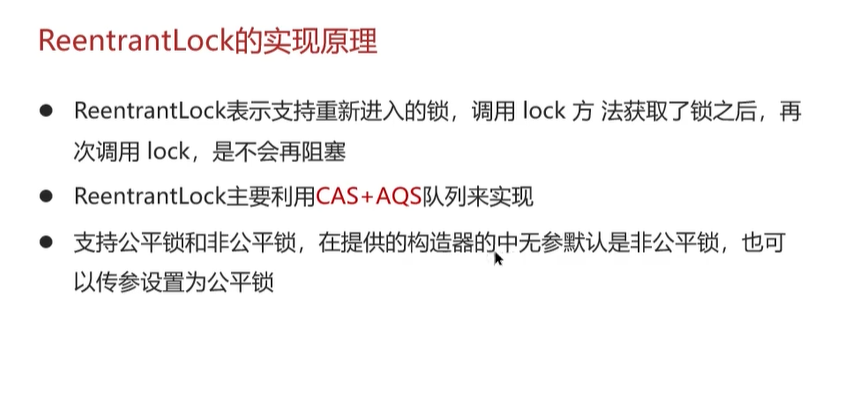 ReentrantLock的实现原理
● ReentrantLock表示支持重新进入的锁，调用 lock 方 法获取了锁之后，再
次调用 lock，是不会再阻塞
● ReentrantLock主要利用CAS+AQS队列来实现
● 支持公平锁和非公平锁，在提供的构造器的中无参默认是非公平锁，也可
以传参设置为公平锁